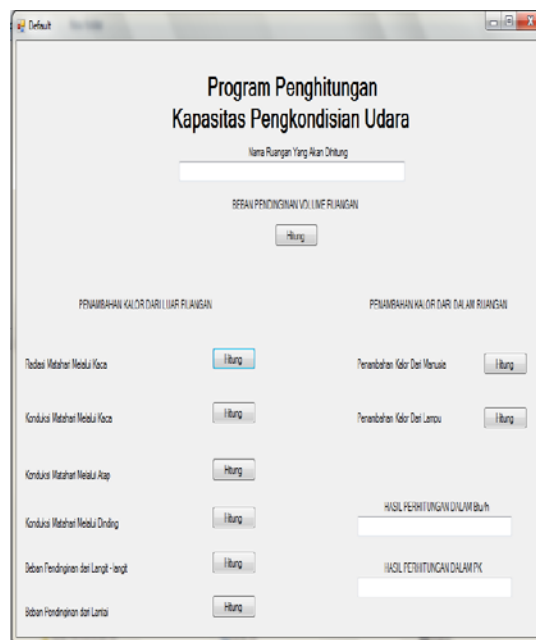 Default
Program Penghitungan
Kapasitas Pengkondisian Udara
Nama Ruangan Yang Akan Dihitung
BEBAN PENDINGINAN VOLUME RUANGAN
Hitung
PENAMBAHAN KALOR DARI LUAR RUANGAN
Radiasi Matahari Melalui Kaca
Hitung
Konduksi Matahari Melalui Kaca
Hitung
Konduksi Matahari Melalui Atap
Hitung
Konduksi Matahari Melalui Dinding
Hitung
Beban Pendinginan dari Langit - langit
Hitung
Beban Pendinginan dari Lantai
Hitung
PENAMBAHAN KALOR DARI DALAM RUANGAN
Penambahan Kalor Dari Manusia
Hitung
Penambahan Kalor Dari Lampu
Hitung
HASIL PERHITUNGAN DALAM Btu/h
HASIL PERHITUNGAN DALAM PK